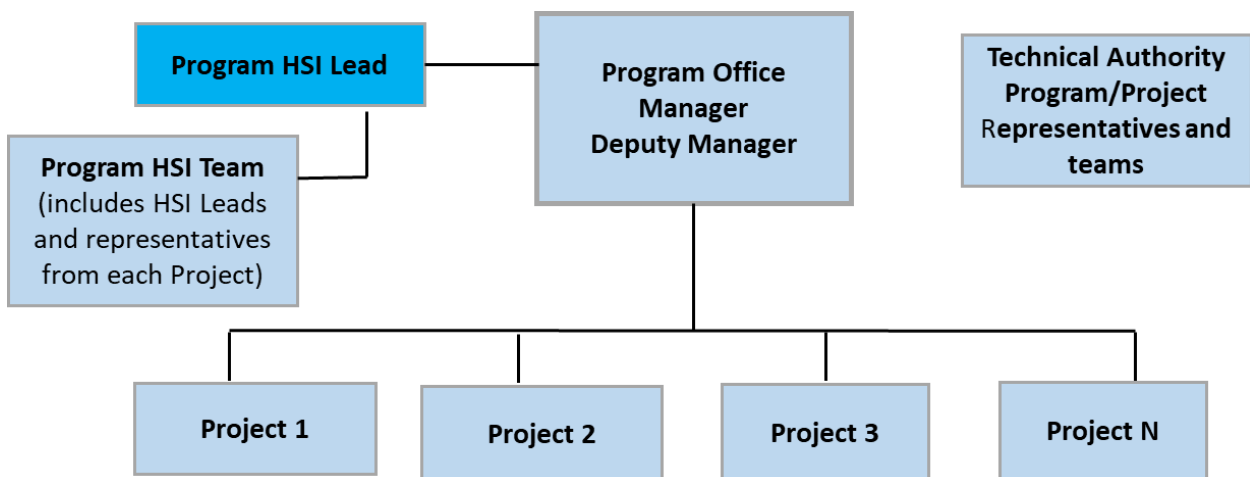 Program HSI Lead
Program Office
Manager
Deputy Manager
Technical Authority
Program/Project
Representatives and
teams
Program HSI Team
(includes HSI Leads
and representatives
from each Project)
Project 1
Project 2
Project 3
Project N